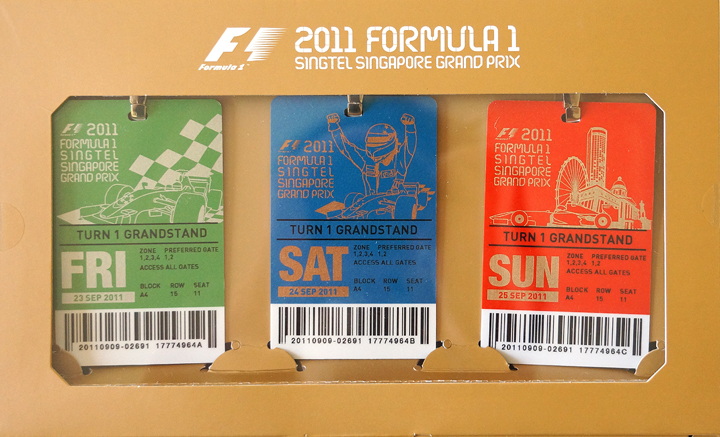 F1 2011 FORMULA 1
Formula 1™ SINGTEL SINGAPORE GRAND PRIX
F1 2011
FORMULA 1
SINGTEL
SINGAPORE
GRAND PRIX
TURN 1 GRANDSTAND
FRI
23 SEP 2011
ZONE PREFERRED GATE
1,2,3,4 1,2
ACCESS ALL GATES
BLOCK ROW SEAT
A4 15 11
20110909-02691 17774964A
F1 2011
FORMULA 1
SINGTEL
SINGAPORE
GRAND PRIX
TURN 1 GRANDSTAND
SAT
24 SEP 2011
ZONE PREFERRED GATE
1,2,3,4 1,2
ACCESS ALL GATES
BLOCK ROW SEAT
A4 15 11
20110909-02691 17774964B
F1 2011
FORMULA 1
SINGTEL
SINGAPORE
GRAND PRIX
TURN 1 GRANDSTAND
SUN
25 SEP 2011
ZONE PREFERRED GATE
1,2,3,4 1,2
ACCESS ALL GATES
BLOCK ROW SEAT
A4 15 11
20110909-02691 17774964C